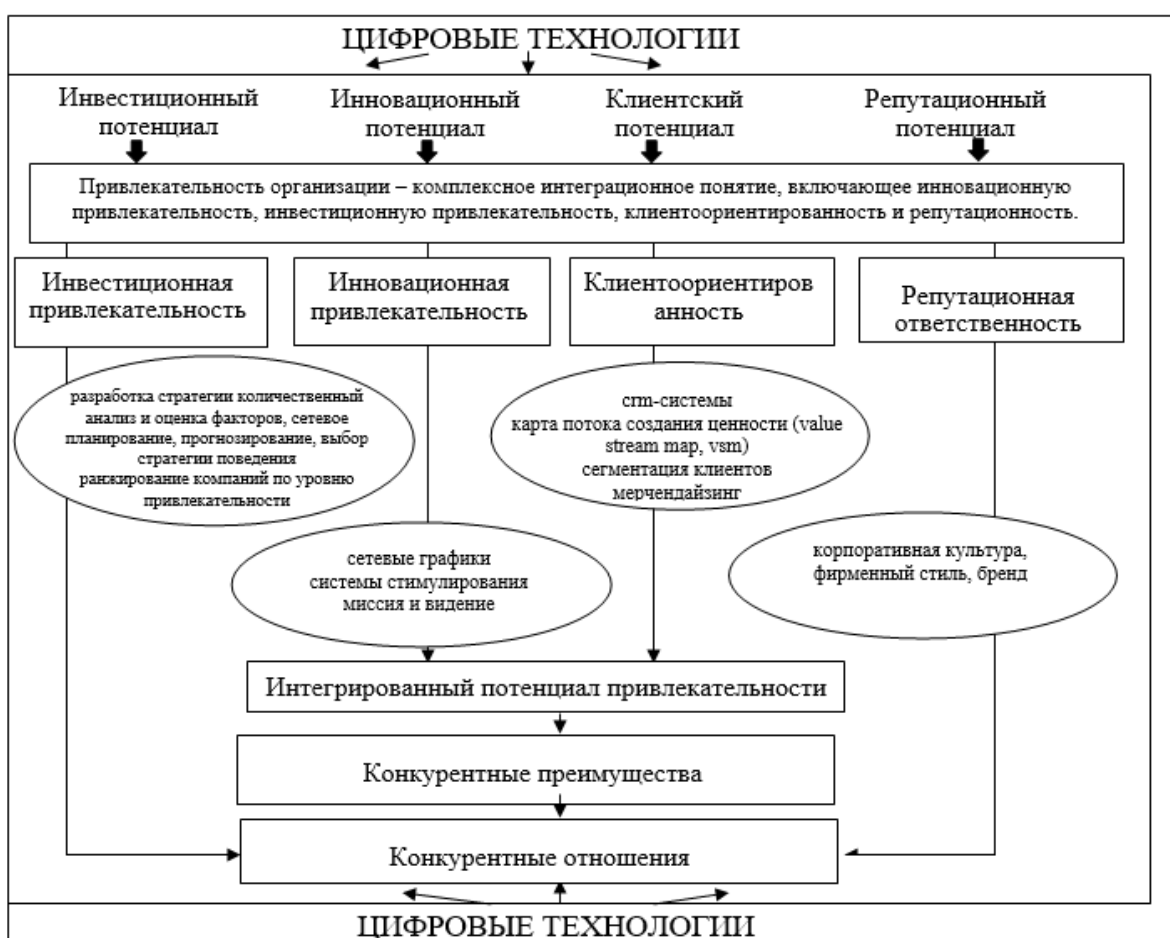 ЦИФРОВЫЕ ТЕХНОЛОГИИ
Инвестиционный
потенциал
Инновационный
потенциал
Клиентский
потенциал
Репутационный
потенциал
Привлекательность организации – комплексное интеграционное понятие, включающее инновационную
привлекательность, инвестиционную привлекательность, клиентоориентированность и репутационность.
Инвестиционная
привлекательность
Инновационная
привлекательность
Клиентоориентиров
анность
Репутационная
ответственность
разработка стратегии количественный
анализ и оценка факторов, сетевое
планирование, прогнозирование, выбор
стратегии поведения
ранжирование компаний по уровню
привлекательности
crm-системы
карта потока создания ценности (value
stream map, vsm)
сегментация клиентов
мерчендайзинг
сетевые графики
системы стимулирования
миссия и видение
корпоративная культура,
фирменный стиль, бренд
Интегрированный потенциал привлекательности
Конкурентные преимущества
Конкурентные отношения
ЦИФРОВЫЕ ТЕХНОЛОГИИ